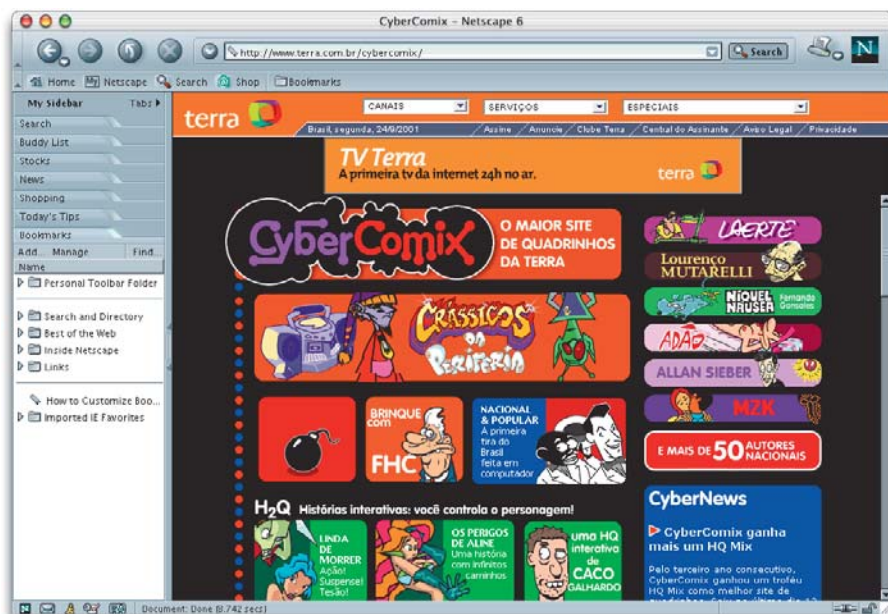 CyberComix – Netscape 6
http://www.terra.com.br/cybercomix/
Search
N
Home Netscape Search Shop Bookmarks
My Sidebar Tabs
Search
Buddy List
Stocks
News
Shopping
Today's Tips
Bookmarks
Add... Manage Find...
Name
Personal Toolbar Folder
Search and Directory
Best of the Web
Inside Netscape
Links
How to Customize Boo...
Imported IE Favorites
terra
CANAIS SERVIÇOS ESPECIAIS
Brasil, segunda, 24/9/2001 Assine Anuncie Clube Terra Central do Assinante Aviso Legal Privacidade
TV Terra
A primeira tv da internet 24h no ar.
terra
CyberComix
O MAIOR SITE
DE QUADRINHOS
DA TERRA
CRÁSSICOS
da
PERIFERIA
BRINQUE
com
FHC
NACIONAL
& POPULAR
A primeira
tira do
Brasil
feita em
computador
H2Q Histórias interativas: você controla o personagem!
LINDA
DE
MORRER
Ação!
Suspense!
Tesão!
OS PERIGOS
DE ALINE
Uma história
com infinitos
caminhos
uma HQ
interativa
de
CACO
GALHARDO
LAERTE
Lourenço
MUTARELLI
NÍQUEL
NÁUSEA
Fernando
Gonsales
ADÃO
ALLAN SIEBER
MZK
E MAIS DE 50 AUTORES
NACIONAIS
CyberNews
CyberComix ganha
mais um HQ Mix
Pelo terceiro ano consecutivo,
CyberComix ganhou um troféu
HQ Mix como melhor site de
Document: Done (8.742 secs)